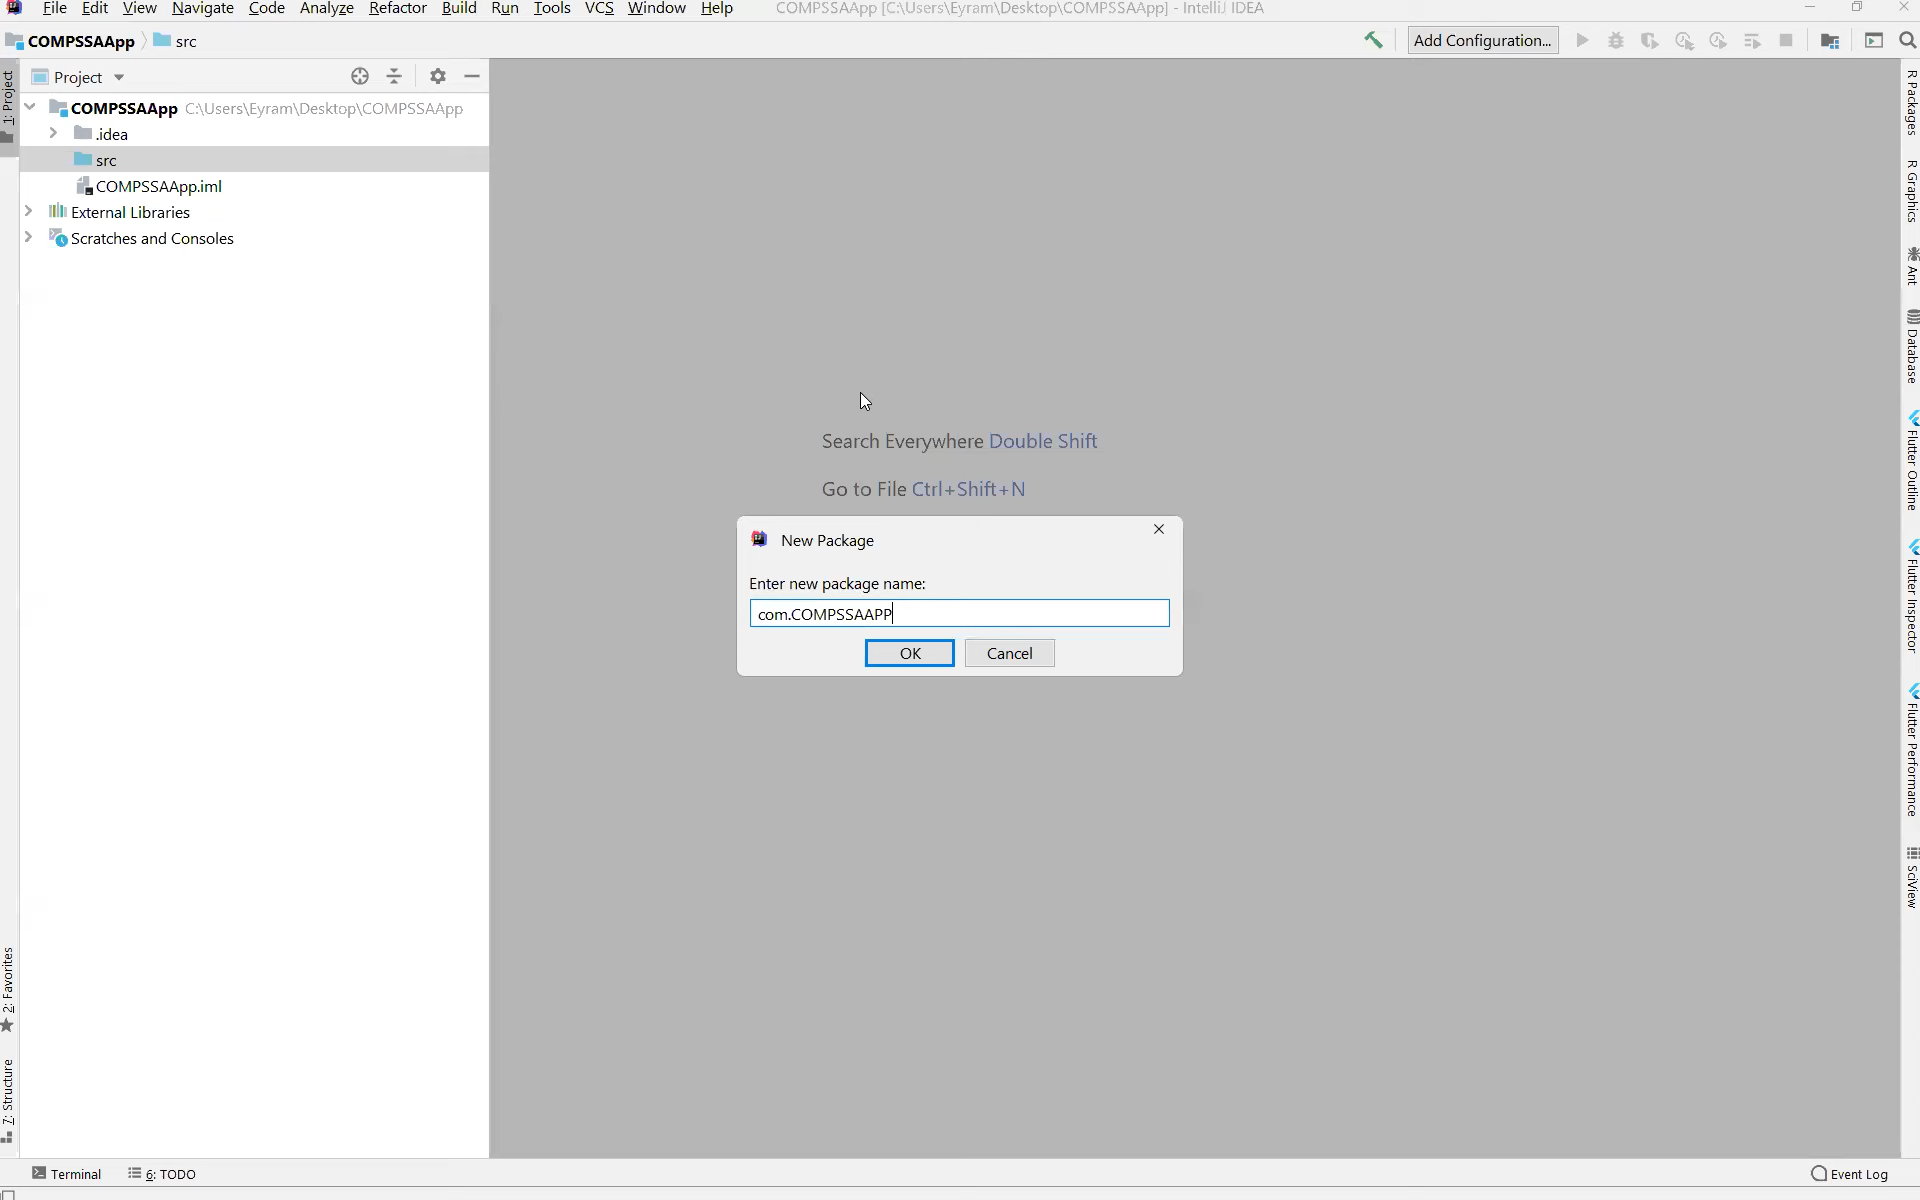 File Edit View Navigate Code Analyze Refactor Build Run Tools VCS Window Help COMPSSAApp [C:\Users\Eyram\Desktop\COMPSSAApp] - IntelliJ IDEA
COMPSSAApp src Add Configuration...
Project
COMPSSAApp C:\Users\Eyram\Desktop\COMPSSAApp
.idea
src
COMPSSAApp.iml
External Libraries
Scratches and Consoles
1: Project
2: Favorites
7: Structure
Search Everywhere Double Shift
Go to File Ctrl+Shift+N
New Package
Enter new package name:
com.COMPSSAAPP
OK Cancel
R Packages
R Graphics
Ant
Database
Flutter Outline
Flutter Inspector
Flutter Performance
SciView
Terminal 6: TODO Event Log